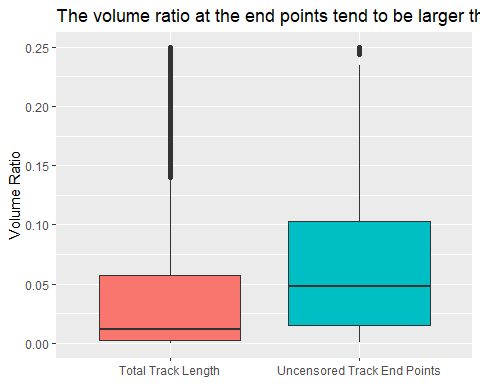 The volume ratio at the end points tend to be larger th
0.25
0.20
0.15
0.10
0.05
0.00
Volume Ratio
Total Track Length
Uncensored Track End Points